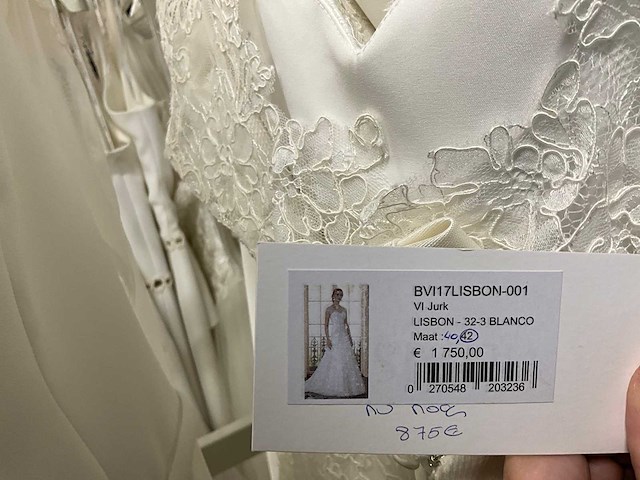 BVI17LISBON-001
VI Jurk
LISBON - 32-3 BLANCO
Maat :40,42
€ 1 750,00
0 270548 203236
nu nog
875€